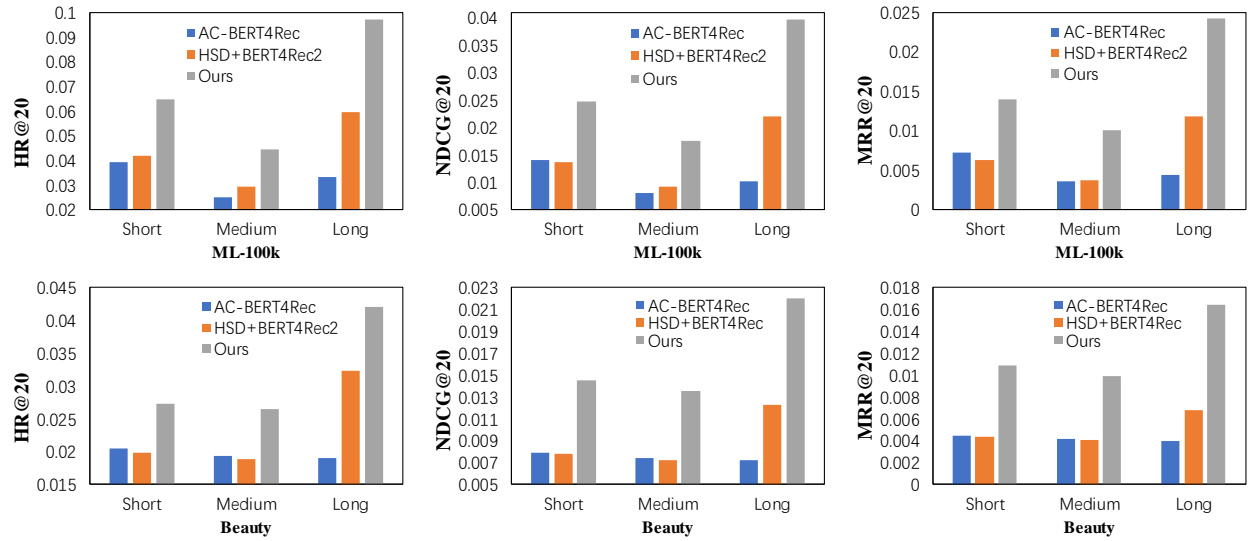 HR@20
0.1
0.09
0.08
0.07
0.06
0.05
0.04
0.03
0.02
AC-BERT4Rec
HSD+BERT4Rec2
Ours
Short Medium Long
ML-100k
NDCG@20
0.04
0.035
0.03
0.025
0.02
0.015
0.01
0.005
AC-BERT4Rec
HSD+BERT4Rec2
Ours
Short Medium Long
ML-100k
MRR@20
0.025
0.02
0.015
0.01
0.005
0
AC-BERT4Rec
HSD+BERT4Rec2
Ours
Short Medium Long
ML-100k
HR@20
0.045
0.04
0.035
0.03
0.025
0.02
0.015
AC-BERT4Rec
HSD+BERT4Rec2
Ours
Short Medium Long
Beauty
NDCG@20
0.023
0.021
0.019
0.017
0.015
0.013
0.011
0.009
0.007
0.005
AC-BERT4Rec
HSD+BERT4Rec
Ours
Short Medium Long
Beauty
MRR@20
0.018
0.016
0.014
0.012
0.01
0.008
0.006
0.004
0.002
0
AC-BERT4Rec
HSD+BERT4Rec
Ours
Short Medium Long
Beauty